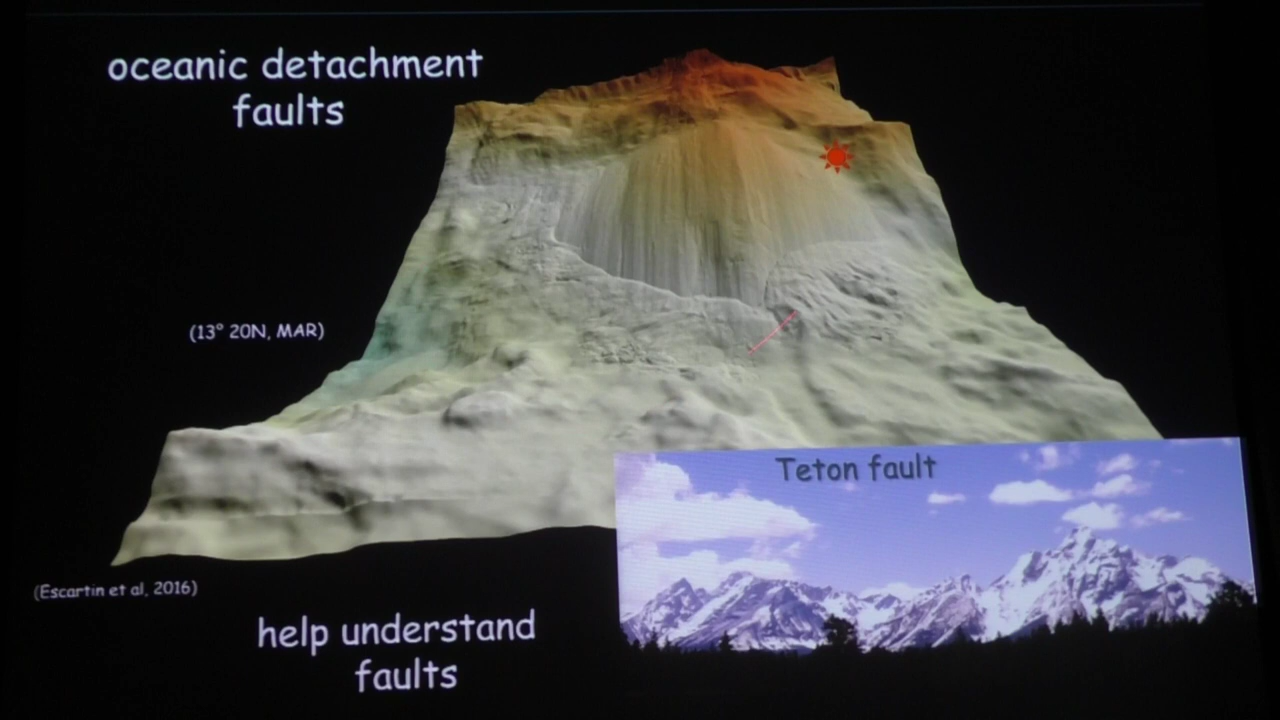 oceanic detachment
faults
(13° 20N, MAR)
Teton fault
(Escartin et al, 2016)
help understand
faults